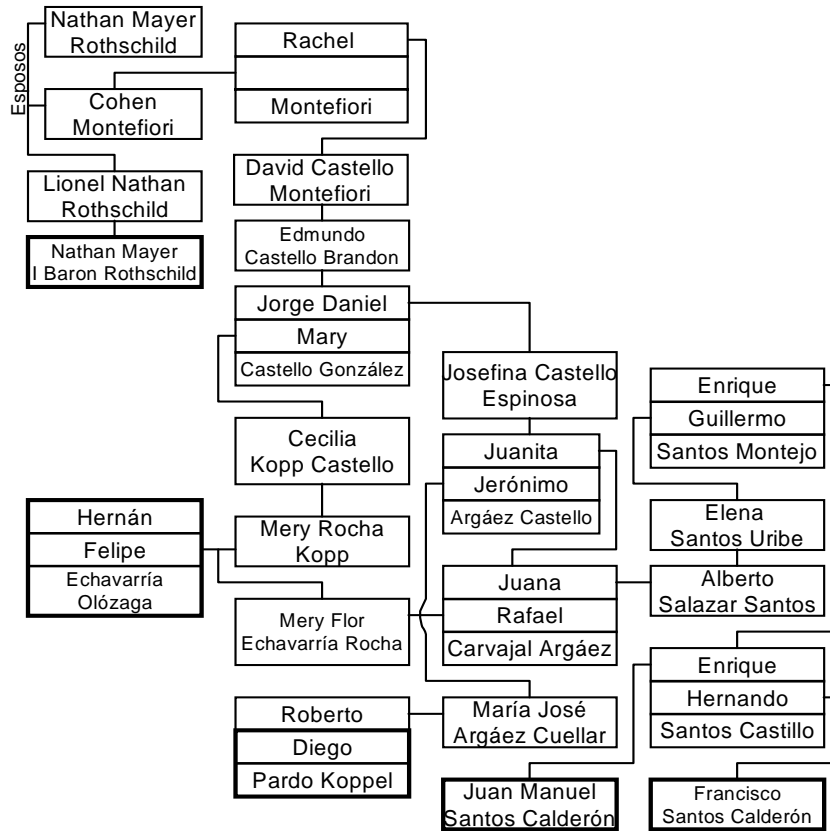 Nathan Mayer
Rothschild
Esposos
Cohen
Montefiori
Lionel Nathan
Rothschild
Nathan Mayer
I Baron Rothschild
Rachel
Montefiori
David Castello
Montefiori
Edmundo
Castello Brandon
Jorge Daniel
Mary
Castello González
Josefina Castello
Espinosa
Enrique
Guillermo
Santos Montejo
Cecilia
Kopp Castello
Juanita
Jerónimo
Argáez Castello
Elena
Santos Uribe
Hernán
Felipe
Echavarría
Olózaga
Mery Rocha
Kopp
Mery Flor
Echavarría Rocha
Juana
Rafael
Carvajal Argáez
Alberto
Salazar Santos
Enrique
Hernando
Santos Castillo
Roberto
Diego
Pardo Koppel
María José
Argáez Cuellar
Juan Manuel
Santos Calderón
Francisco
Santos Calderón